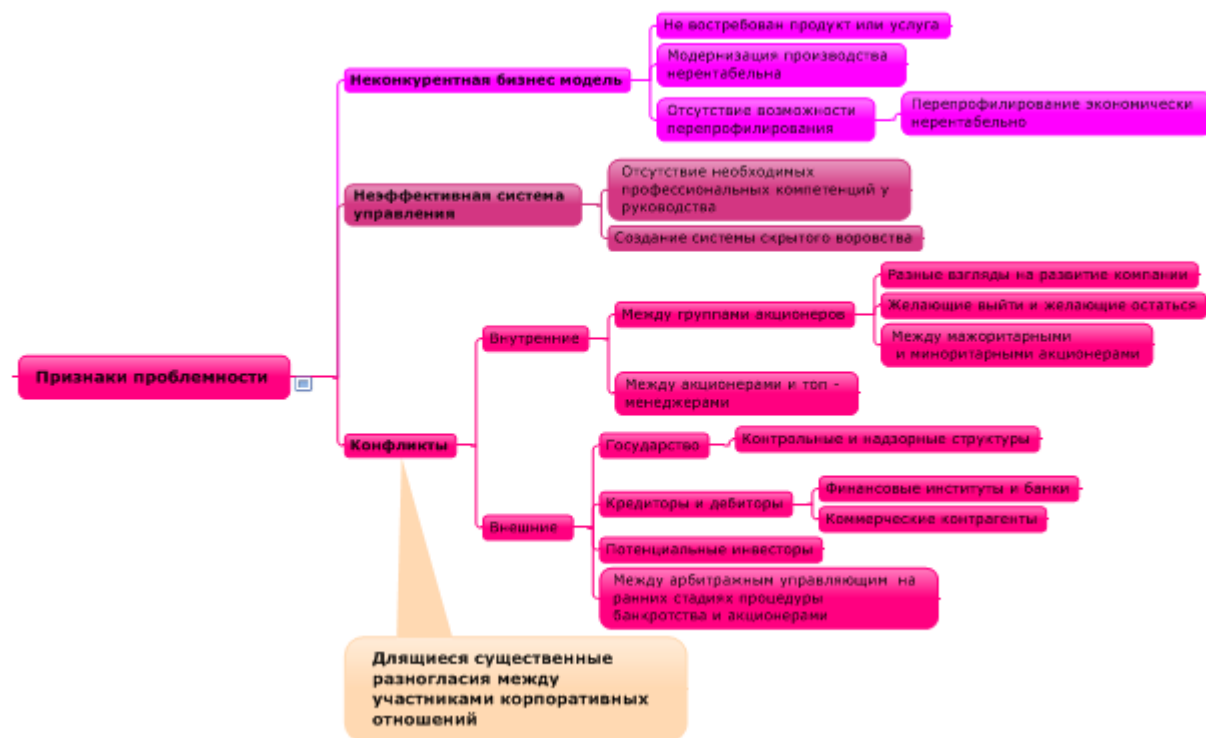 Не востребован продукт или услуга
Модернизация производства
нерентабельна
Неконкурентная бизнес модель
Отсутствие возможности
перепрофилирования
Перепрофилирование экономически
нерентабельно
Отсутствие необходимых
профессиональных компетенций у
руководства
Неэффективная система
управления
Создание системы скрытого воровства
Разные взгляды на развитие компании
Между группами акционеров
Желающие выйти и желающие остаться
Внутренние
Между мажоритарными
и миноритарными акционерами
Признаки проблемности
Между акционерами и топ -
менеджерами
Конфликты
Государство
Контрольные и надзорные структуры
Кредиторы и дебиторы
Финансовые институты и банки
Коммерческие контрагенты
Внешние
Потенциальные инвесторы
Между арбитражным управляющим на
ранних стадиях процедуры
банкротства и акционерами
Длящиеся существенные
разногласия между
участниками корпоративных
отношений